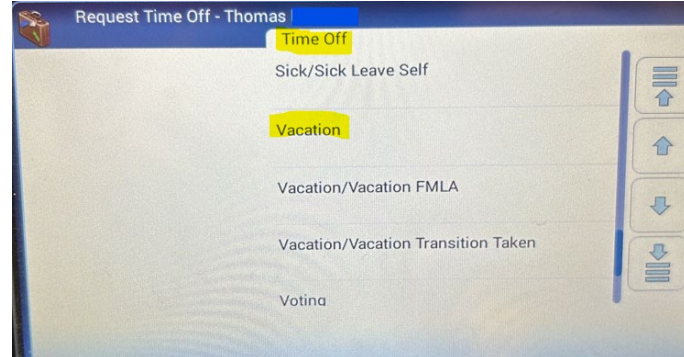 Request Time Off - Thomas
Time Off
Sick/Sick Leave Self
Vacation
Vacation/Vacation FMLA
Vacation/Vacation Transition Taken
Voting